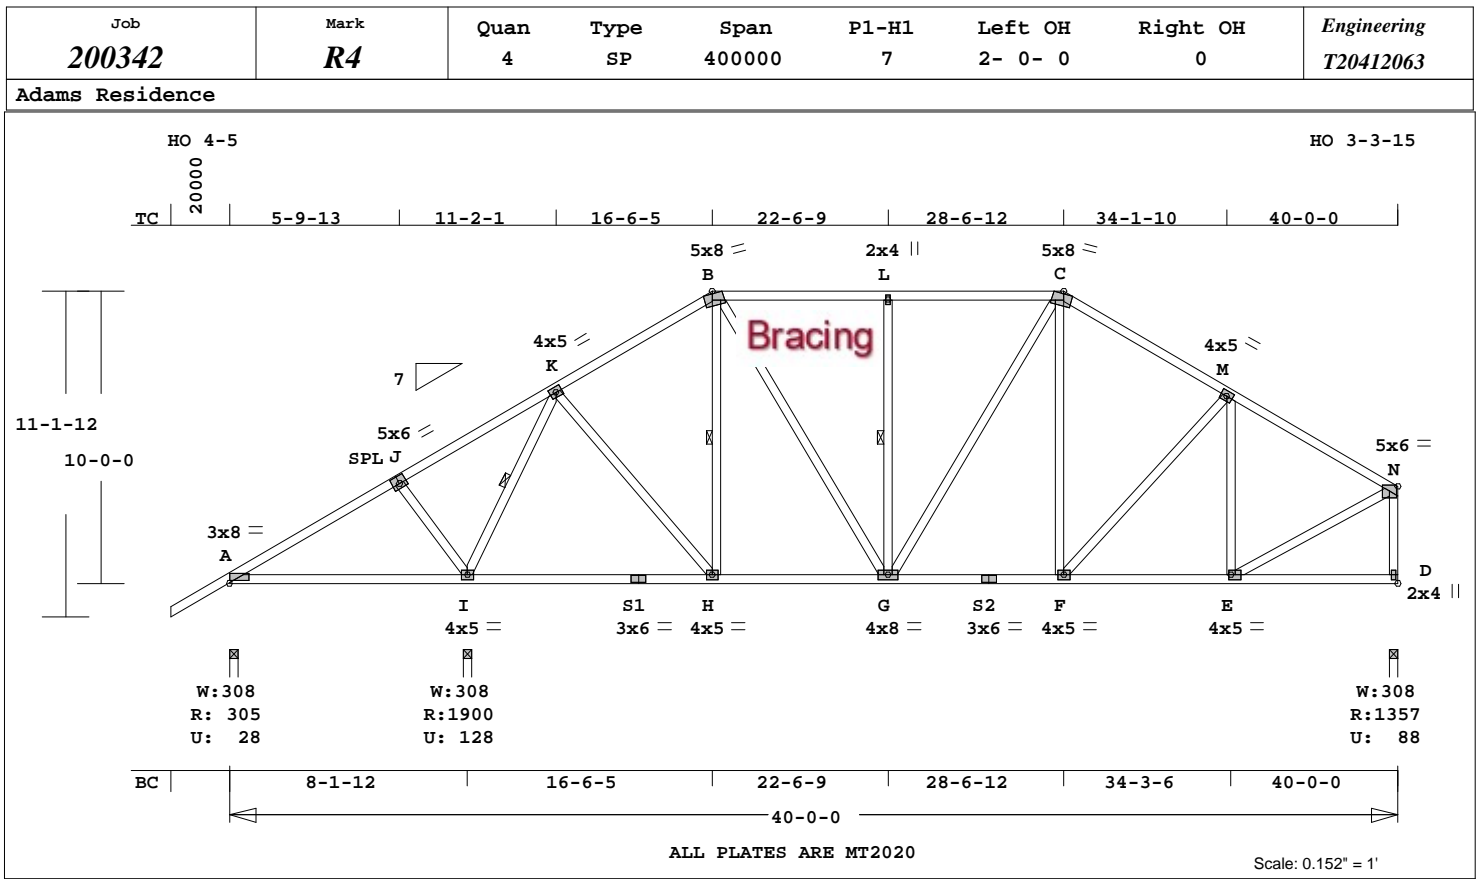 Job Mark Quan Type Span P1-H1 Left OH Right OH Engineering
200342 R4 4 SP 400000 7 2- 0- 0 0 T20412063
Adams Residence
HO 4-5 HO 3-3-15
20000
TC 5-9-13 11-2-1 16-6-5 22-6-9 28-6-12 34-1-10 40-0-0
5x8 = 2x4 || 5x8 =
B L C
Bracing
4x5 = 4x5 =
K M
7
11-1-12
5x6 = 5x6 =
10-0-0 SPL J N
3x8 =
A
D
2x4 ||
I S1 H G S2 F E
4x5 = 3x6 = 4x5 = 4x8 = 3x6 = 4x5 = 4x5 =
W:308 W:308 W:308
R: 305 R:1900 R:1357
U: 28 U: 128 U: 88
BC 8-1-12 16-6-5 22-6-9 28-6-12 34-3-6 40-0-0
40-0-0
ALL PLATES ARE MT2020
Scale: 0.152" = 1'